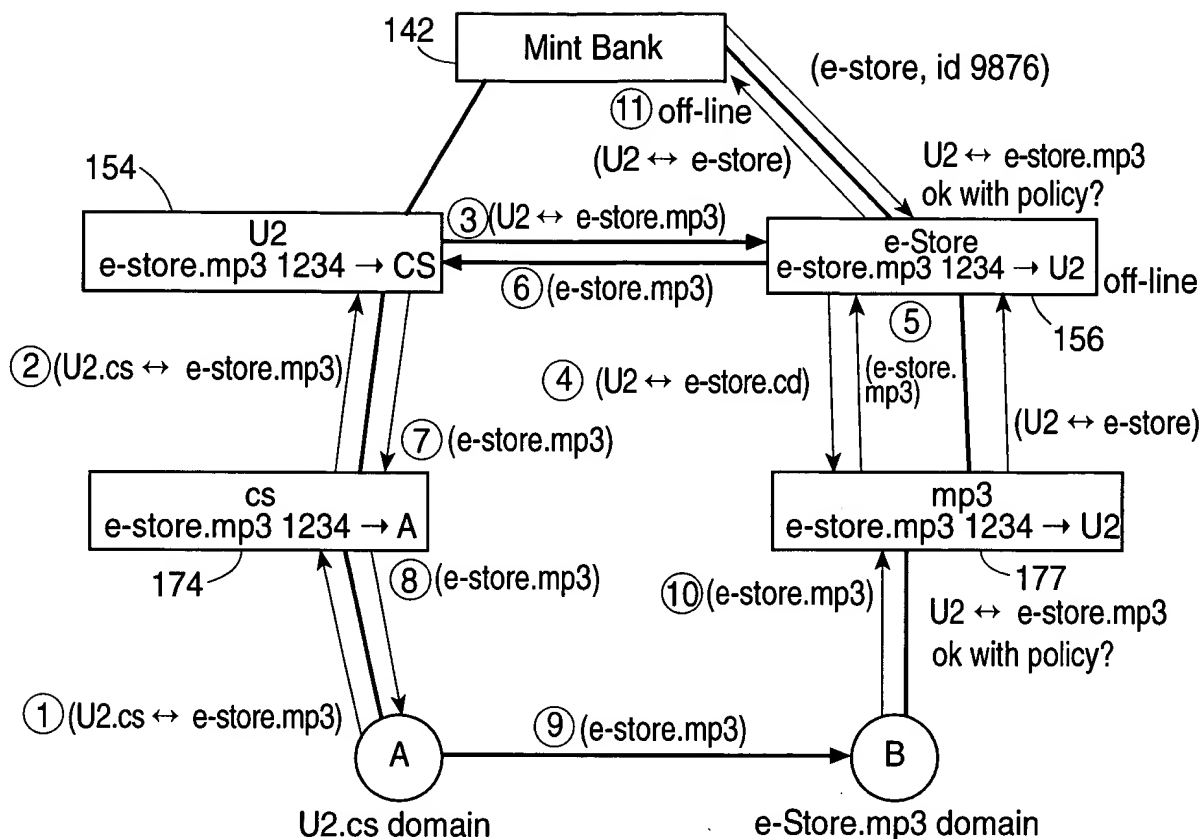 142
Mint Bank
(e-store, id 9876)
⑪ off-line
(U2 ↔ e-store)
U2 ↔ e-store.mp3
ok with policy?
154
③ (U2 ↔ e-store.mp3)
U2
e-store.mp3 1234 → CS
e-Store
e-store.mp3 1234 → U2
off-line
⑥ (e-store.mp3)
⑤
(e-store.
mp3)
156
② (U2.cs ↔ e-store.mp3)
④ (U2 ↔ e-store.cd)
(U2 ↔ e-store)
⑦ (e-store.mp3)
cs
e-store.mp3 1234 → A
mp3
e-store.mp3 1234 → U2
174
⑧ (e-store.mp3)
⑩ (e-store.mp3)
177
U2 ↔ e-store.mp3
ok with policy?
① (U2.cs ↔ e-store.mp3)
A
⑨ (e-store.mp3)
B
U2.cs domain
e-Store.mp3 domain